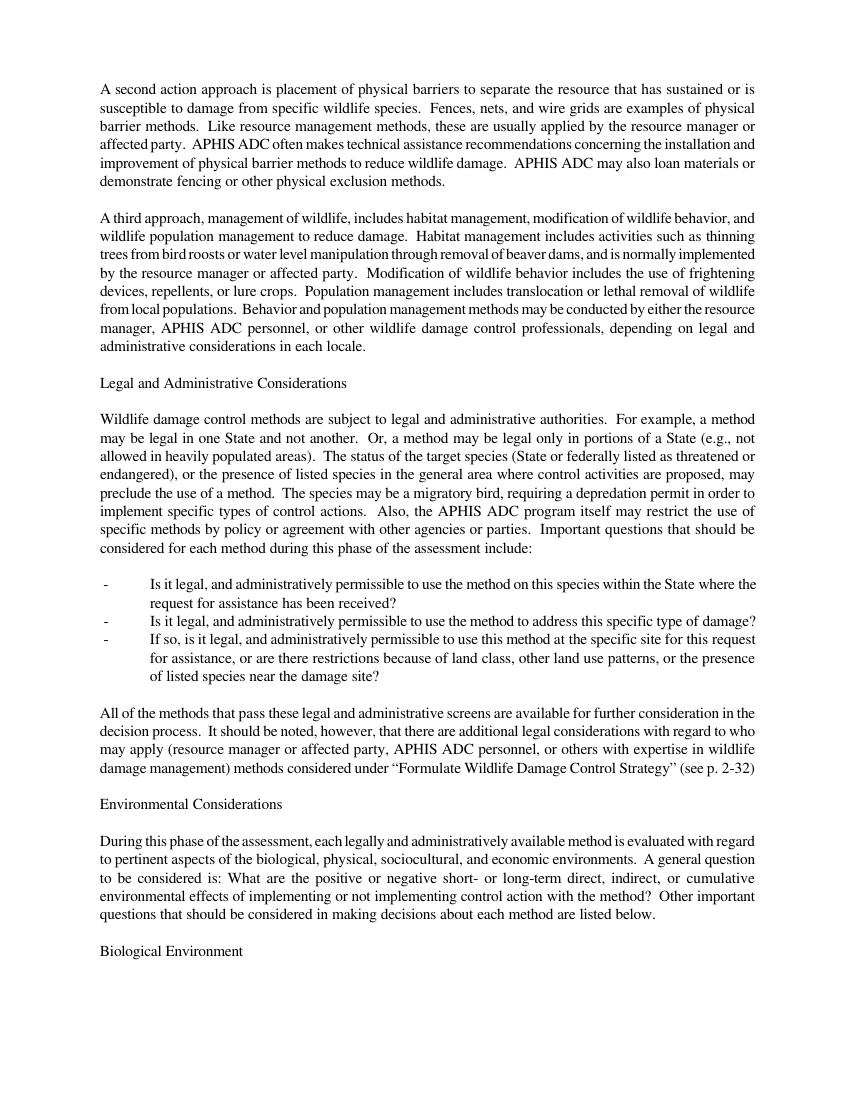 A second action approach is placement of physical barriers to separate the resource that has sustained or is
susceptible to damage from specific wildlife species.  Fences, nets, and wire grids are examples of physical
barrier methods.  Like resource management methods, these are usually applied by the resource manager or
affected party.  APHIS ADC often makes technical assistance recommendations concerning the installation and
improvement of physical barrier methods to reduce wildlife damage.  APHIS ADC may also loan materials or
demonstrate fencing or other physical exclusion methods.
A third approach, management of wildlife, includes habitat management, modification of wildlife behavior, and
wildlife population management to reduce damage.  Habitat management includes activities such as thinning
trees from bird roosts or water level manipulation through removal of beaver dams, and is normally implemented
by the resource manager or affected party.  Modification of wildlife behavior includes the use of frightening
devices, repellents, or lure crops.  Population management includes translocation or lethal removal of wildlife
from local populations.  Behavior and population management methods may be conducted by either the resource
manager, APHIS ADC personnel, or other wildlife damage control professionals, depending on legal and
administrative considerations in each locale.
Legal and Administrative Considerations
Wildlife damage control methods are subject to legal and administrative authorities.  For example, a method
may be legal in one State and not another.  Or, a method may be legal only in portions of a State (e.g., not
allowed in heavily populated areas).  The status of the target species (State or federally listed as threatened or
endangered), or the presence of listed species in the general area where control activities are proposed, may
preclude the use of a method.  The species may be a migratory bird, requiring a depredation permit in order to
implement specific types of control actions.  Also, the APHIS ADC program itself may restrict the use of
specific methods by policy or agreement with other agencies or parties.  Important questions that should be
considered for each method during this phase of the assessment include:
- Is it legal, and administratively permissible to use the method on this species within the State where the
request for assistance has been received?
- Is it legal, and administratively permissible to use the method to address this specific type of damage?
- If so, is it legal, and administratively permissible to use this method at the specific site for this request
for assistance, or are there restrictions because of land class, other land use patterns, or the presence
of listed species near the damage site?
All of the methods that pass these legal and administrative screens are available for further consideration in the
decision process.  It should be noted, however, that there are additional legal considerations with regard to who
may apply (resource manager or affected party, APHIS ADC personnel, or others with expertise in wildlife
damage management) methods considered under “Formulate Wildlife Damage Control Strategy” (see p. 2-32)
Environmental Considerations
During this phase of the assessment, each legally and administratively available method is evaluated with regard
to pertinent aspects of the biological, physical, sociocultural, and economic environments.  A general question
to be considered is: What are the positive or negative short- or long-term direct, indirect, or cumulative
environmental effects of implementing or not implementing control action with the method?  Other important
questions that should be considered in making decisions about each method are listed below.
Biological Environment